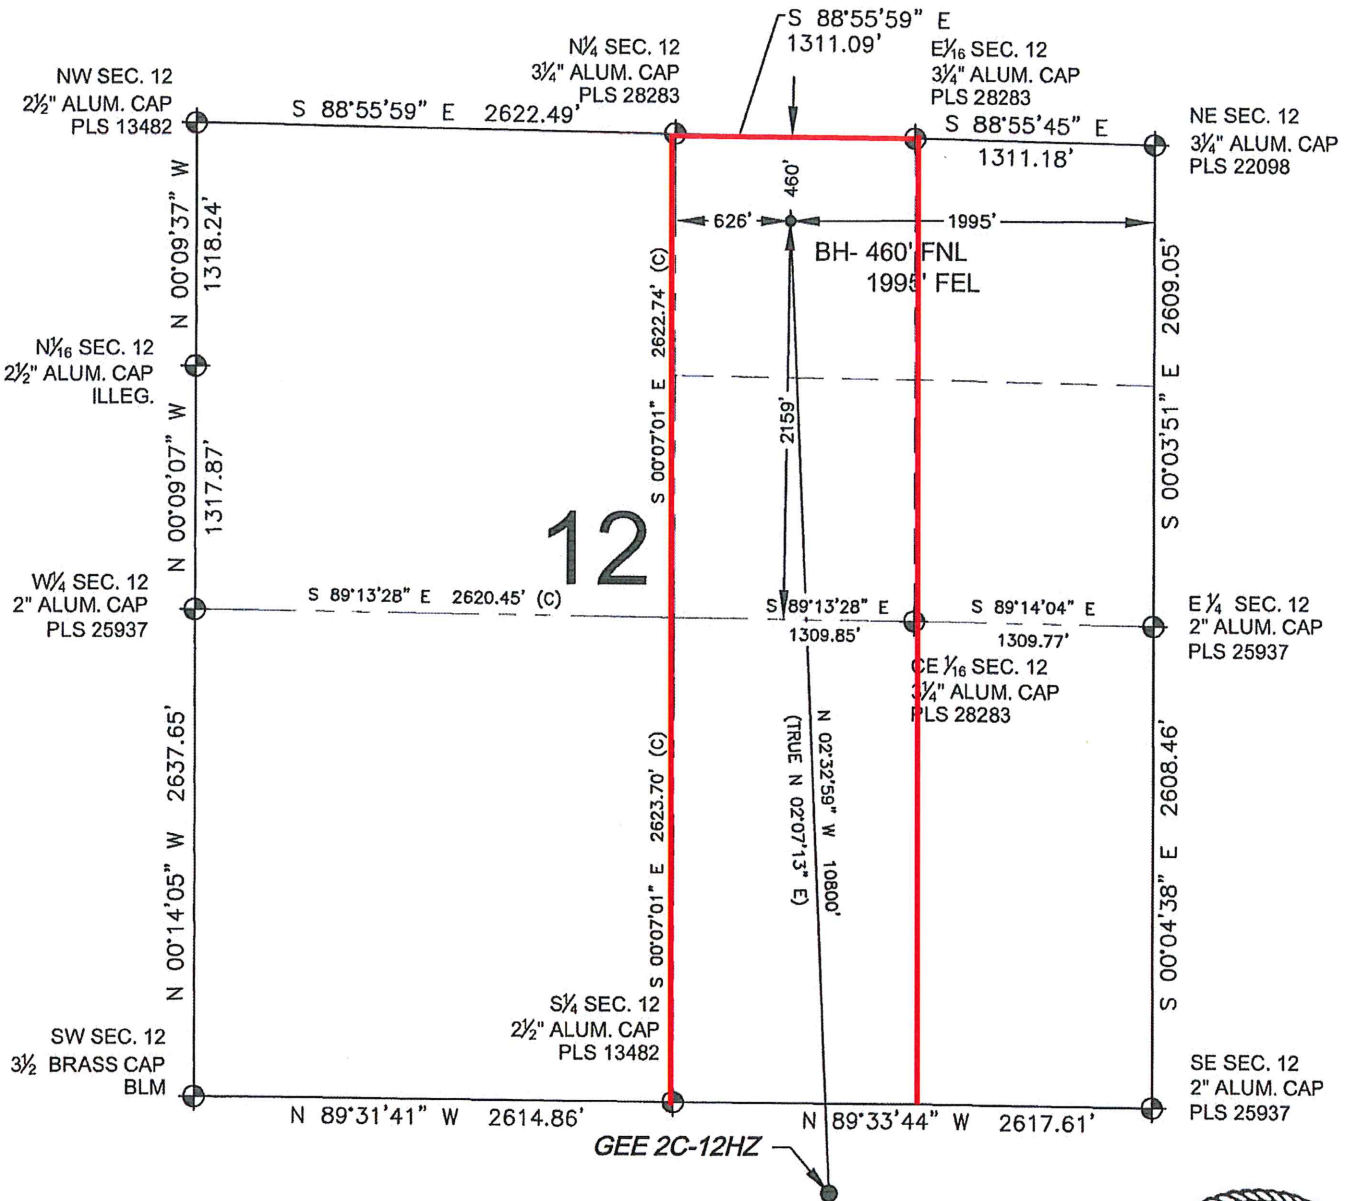 S 88°55'59" E
1311.09'
N¼ SEC. 12
3¼" ALUM. CAP
PLS 28283
E1⁄16 SEC. 12
3¼" ALUM. CAP
PLS 28283
NW SEC. 12
2½" ALUM. CAP
PLS 13482
S 88°55'59" E 2622.49'
S 88°55'45" E
1311.18'
NE SEC. 12
3¼" ALUM. CAP
PLS 22098
N 00°09'37" W
1318.24'
460'
626'
1995'
BH- 460' FNL
1995' FEL
S 00°07'01" E 2622.74' (C)
S 00°03'51" E 2609.05'
N1⁄16 SEC. 12
2½" ALUM. CAP
ILLEG.
2159'
N 00°09'07" W
1317.87'
12
W¼ SEC. 12
2" ALUM. CAP
PLS 25937
S 89°13'28" E 2620.45' (C)
S 89°13'28" E
1309.85'
S 89°14'04" E
1309.77'
E ¼ SEC. 12
2" ALUM. CAP
PLS 25937
CE 1⁄16 SEC. 12
3¼" ALUM. CAP
PLS 28283
N 00°14'05" W 2637.65'
S 00°07'01" E 2623.70' (C)
N 02°32'59" W 10800'
(TRUE N 02°07'13" E)
S 00°04'38" E 2608.46'
S¼ SEC. 12
2½" ALUM. CAP
PLS 13482
SW SEC. 12
3½ BRASS CAP
BLM
SE SEC. 12
2" ALUM. CAP
PLS 25937
N 89°31'41" W 2614.86'
N 89°33'44" W 2617.61'
GEE 2C-12HZ